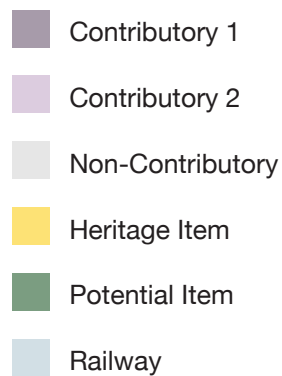 Contributory 1
Contributory 2
Non-Contributory
Heritage Item
Potential Item
Railway